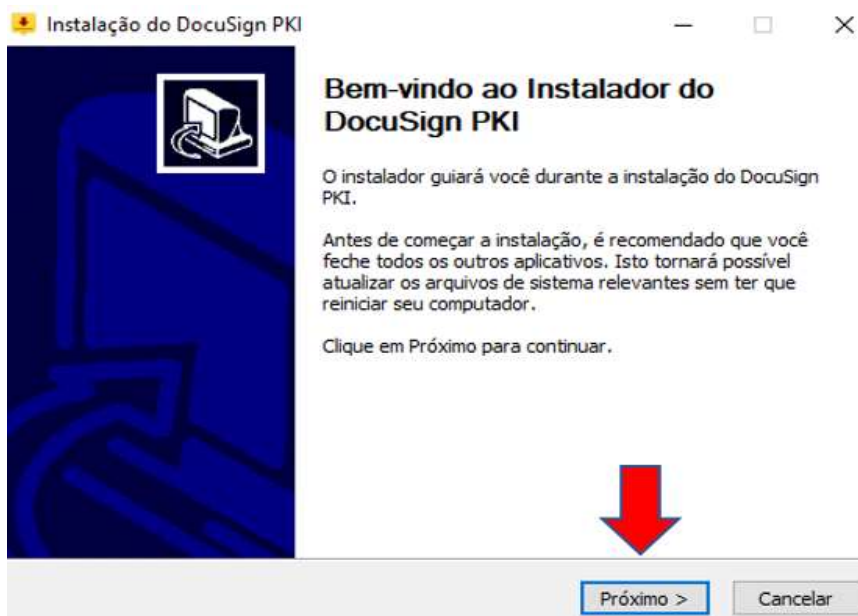 Instalação do DocuSign PKI
Bem-vindo ao Instalador do
DocuSign PKI
O instalador guiará você durante a instalação do DocuSign
PKI.
Antes de começar a instalação, é recomendado que você
feche todos os outros aplicativos. Isto tornará possível
atualizar os arquivos de sistema relevantes sem ter que
reiniciar seu computador.
Clique em Próximo para continuar.
Próximo >
Cancelar